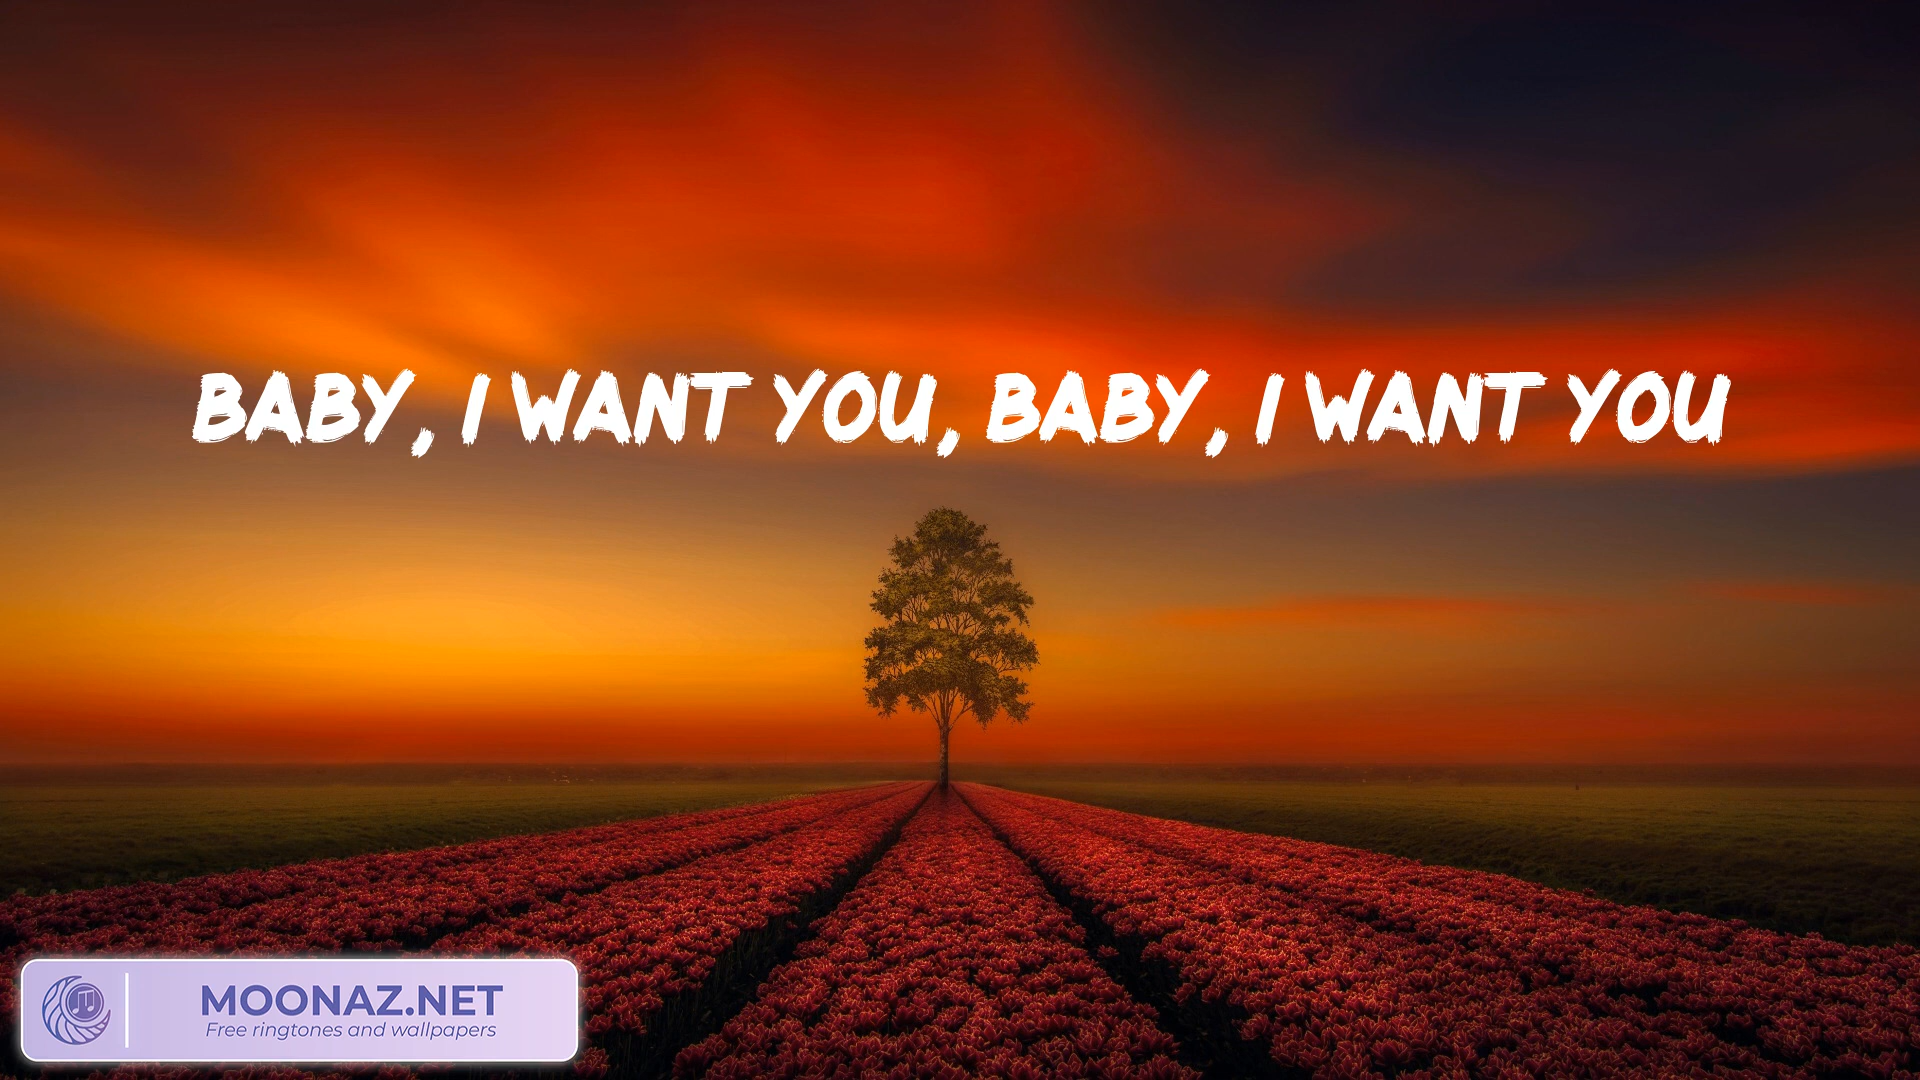 BABY, I WANT YOU, BABY, I WANT YOU
MOONAZ.NET
Free ringtones and wallpapers